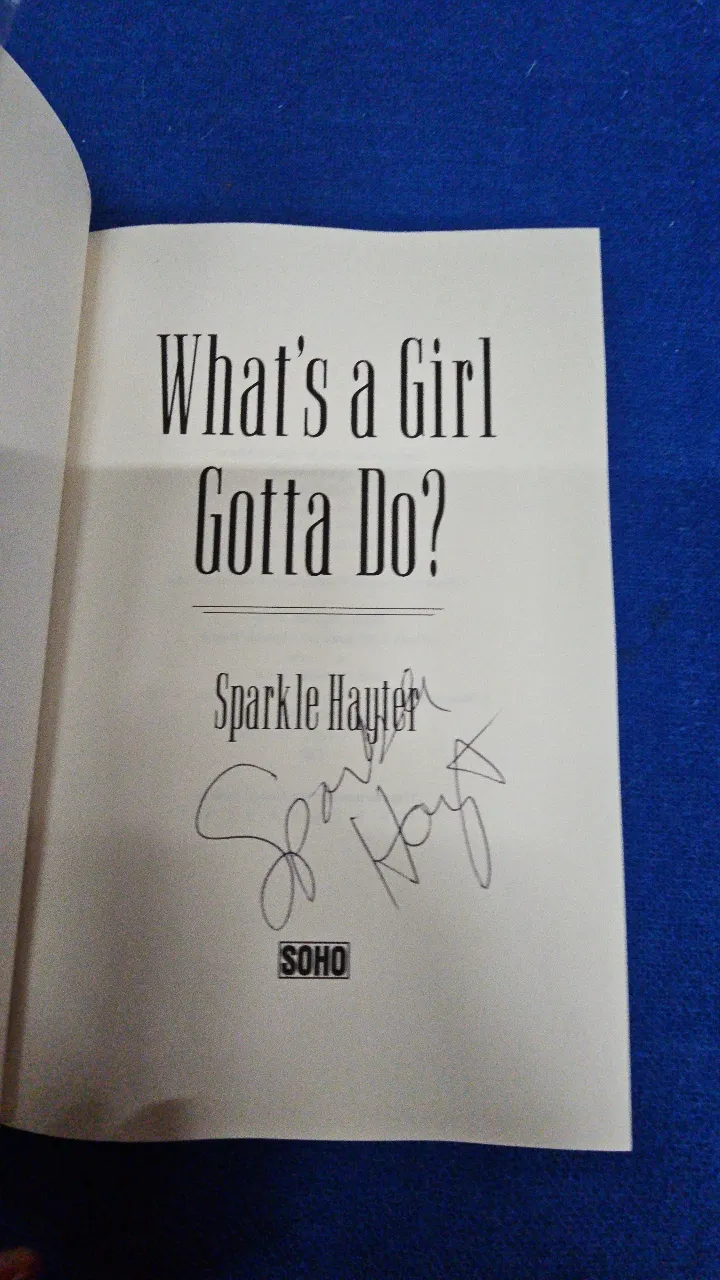 What's a Girl
Gotta Do?
Sparkle Hayter
Sparkle
Hayter
SOHO